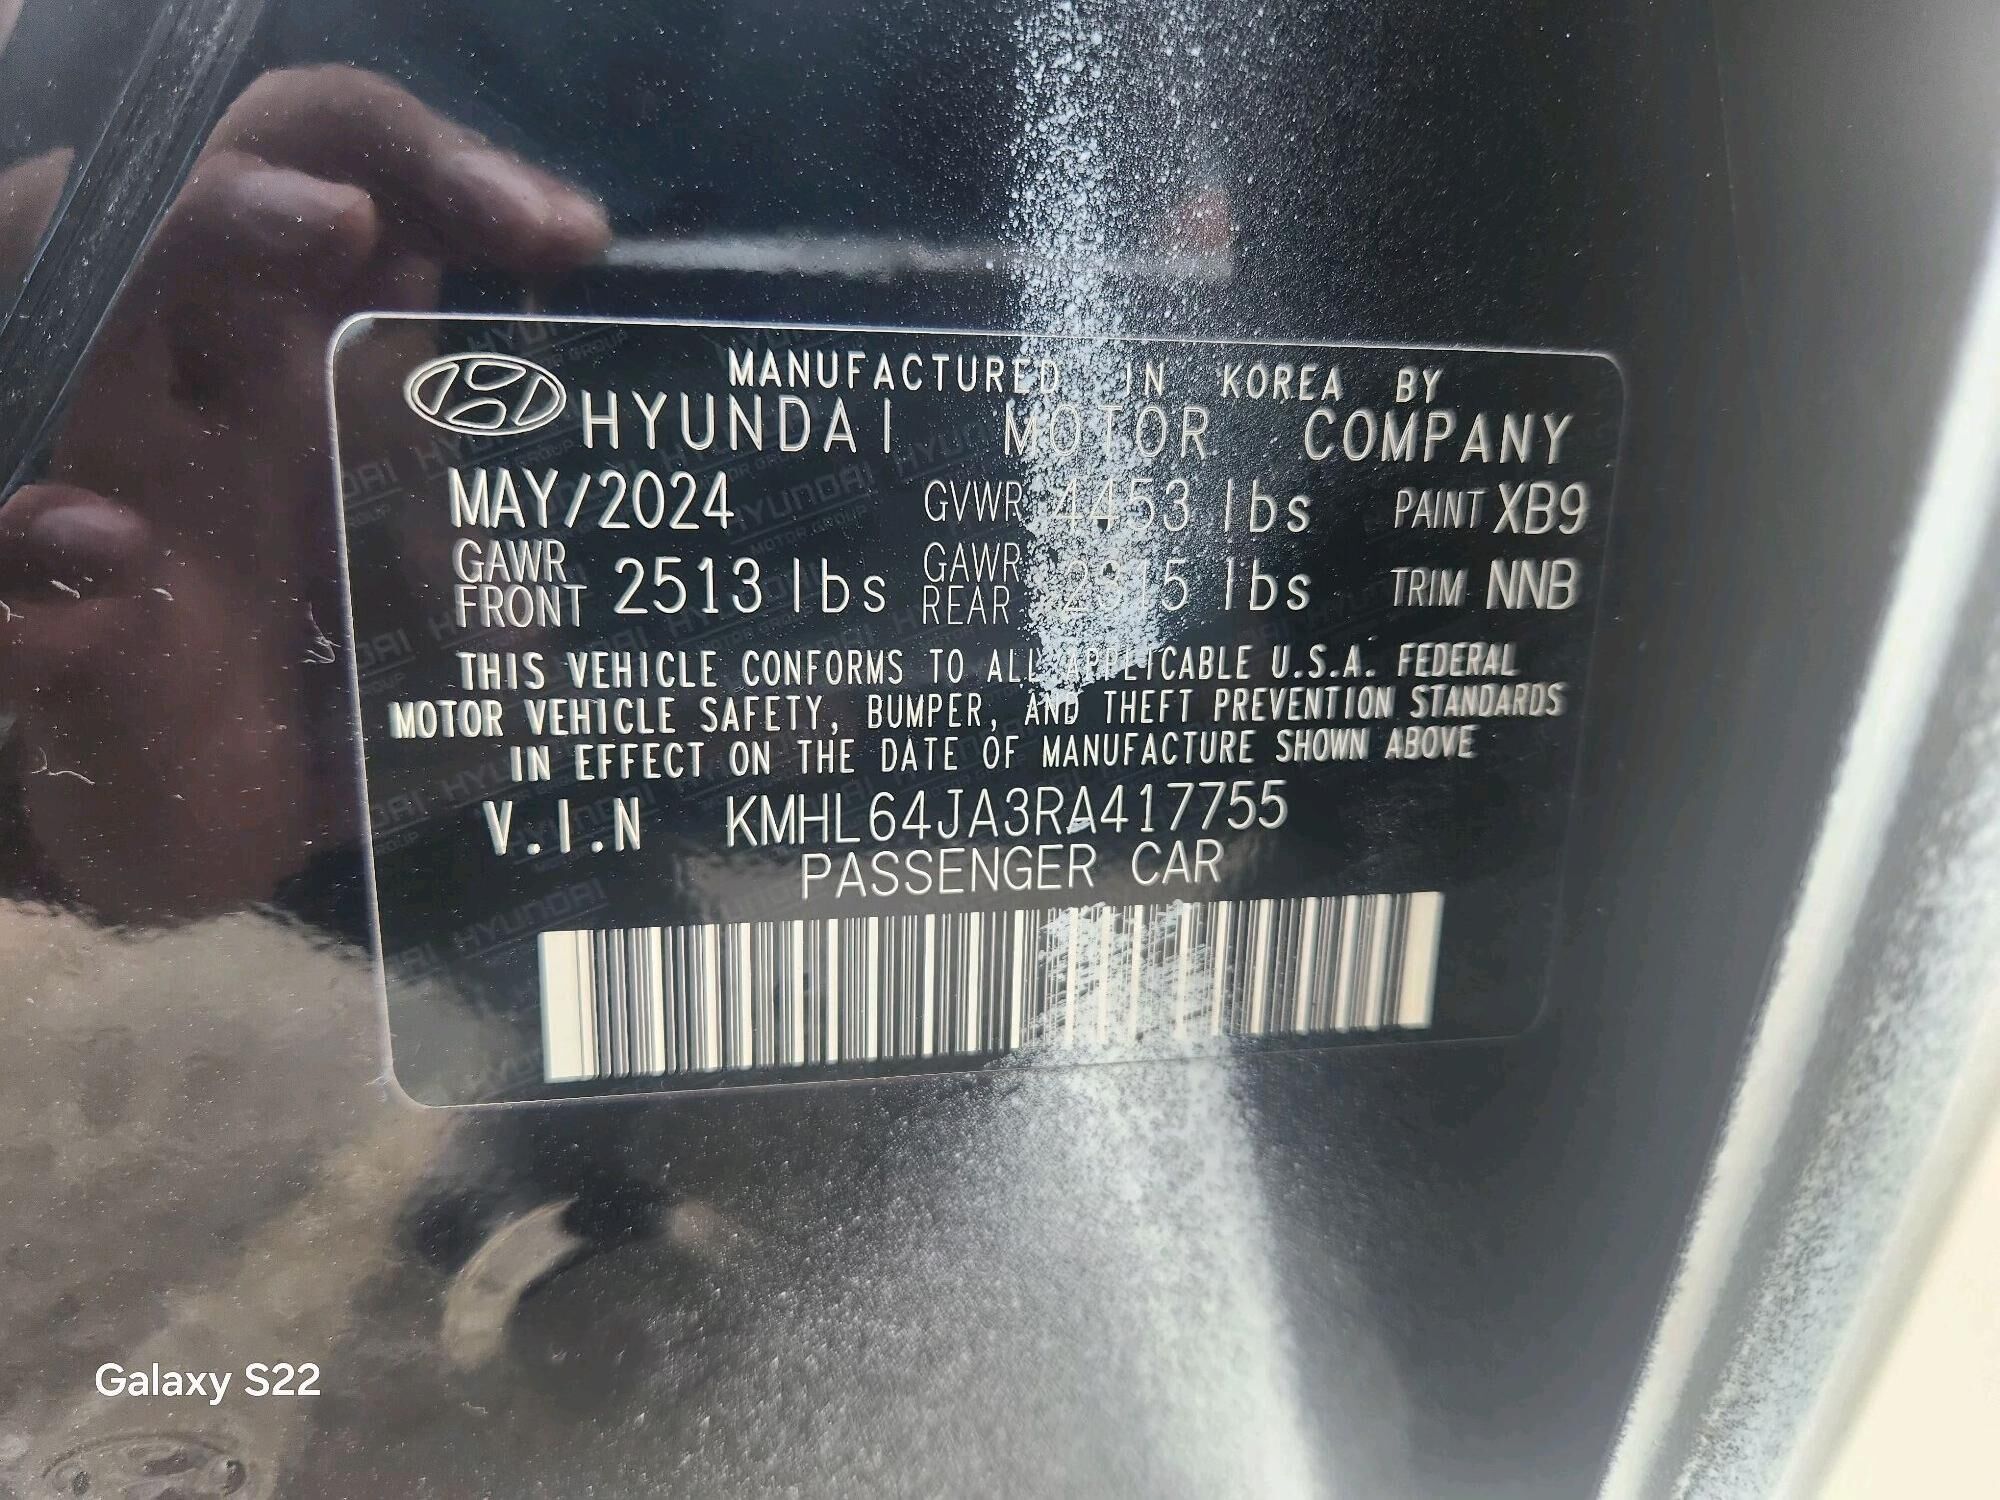 MANUFACTURED IN KOREA BY
HYUNDAI MOTOR COMPANY
MAY/2024 GVWR 4453 lbs PAINT XB9
GAWR FRONT 2513 lbs GAWR REAR 2315 lbs TRIM NNB
THIS VEHICLE CONFORMS TO ALL APPLICABLE U.S.A. FEDERAL
MOTOR VEHICLE SAFETY, BUMPER, AND THEFT PREVENTION STANDARDS
IN EFFECT ON THE DATE OF MANUFACTURE SHOWN ABOVE
V.I.N KMHL64JA3RA417755
PASSENGER CAR
Galaxy S22